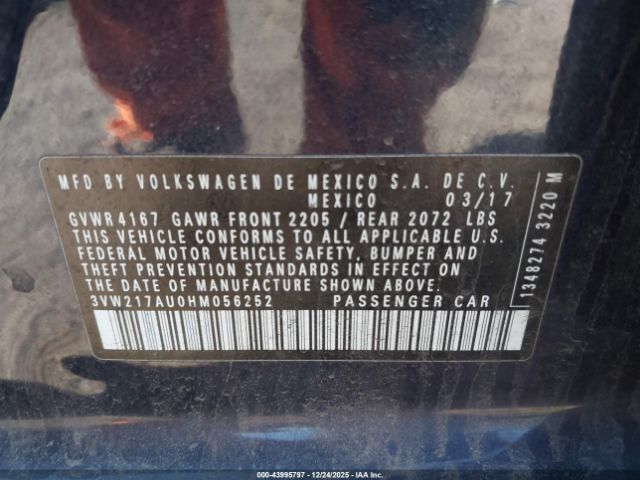 MFD BY VOLKSWAGEN DE MEXICO S.A. DE C.V.
MEXICO 03/17
GVWR 4167 GAWR FRONT 2205 / REAR 2072 LBS
THIS VEHICLE CONFORMS TO ALL APPLICABLE U.S.
FEDERAL MOTOR VEHICLE SAFETY, BUMPER AND
THEFT PREVENTION STANDARDS IN EFFECT ON
THE DATE OF MANUFACTURE SHOWN ABOVE.
3VW217AU0HM056252 PASSENGER CAR
1348274 3220 M
000-43995797 - 12/24/2025 - IAA Inc.